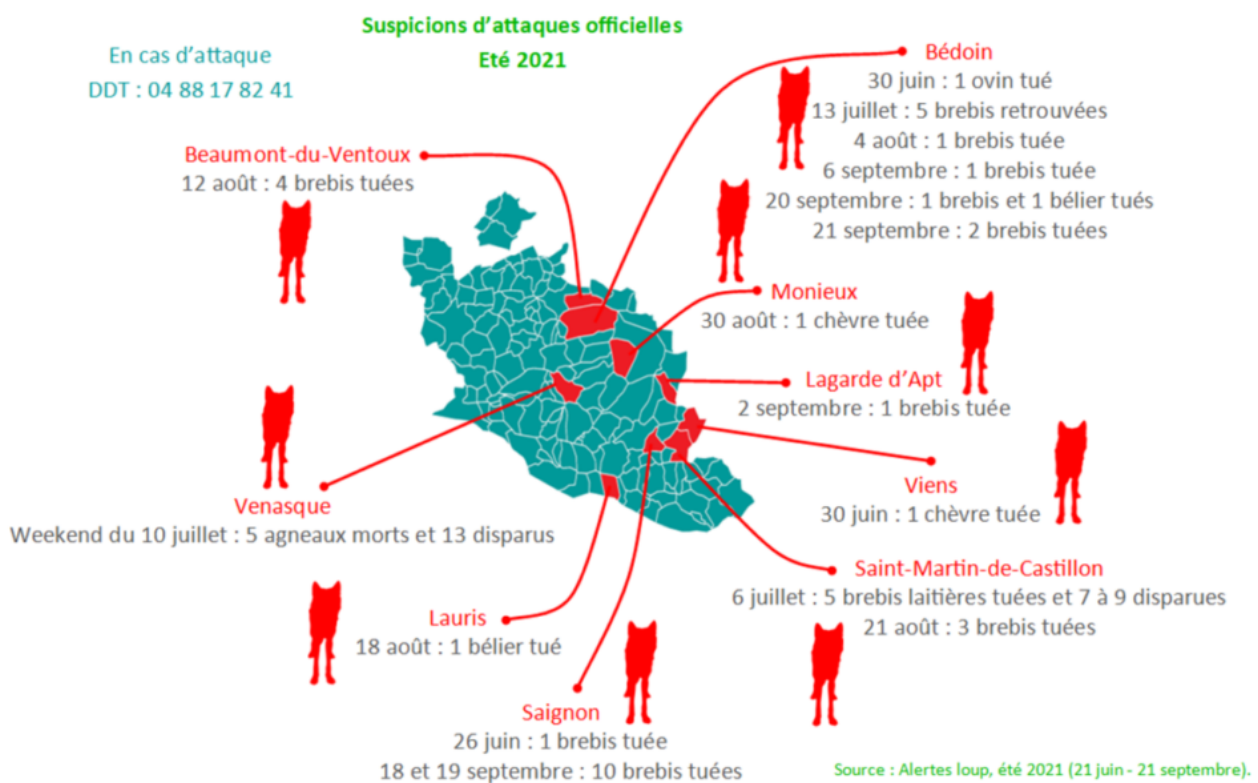 Suspicions d'attaques officielles
Eté 2021
En cas d'attaque
DDT : 04 88 17 82 41
Bédoin
30 juin : 1 ovin tué
13 juillet : 5 brebis retrouvées
4 août : 1 brebis tuée
6 septembre : 1 brebis tuée
20 septembre : 1 brebis et 1 bélier tués
21 septembre : 2 brebis tuées
Beaumont-du-Ventoux
12 août : 4 brebis tuées
Monieux
30 août : 1 chèvre tuée
Lagarde d'Apt
2 septembre : 1 brebis tuée
Viens
30 juin : 1 chèvre tuée
Venasque
Weekend du 10 juillet : 5 agneaux morts et 13 disparus
Saint-Martin-de-Castillon
6 juillet : 5 brebis laitières tuées et 7 à 9 disparues
21 août : 3 brebis tuées
Lauris
18 août : 1 bélier tué
Saignon
26 juin : 1 brebis tuée
18 et 19 septembre : 10 brebis tuées
Source : Alertes loup, été 2021 (21 juin - 21 septembre).